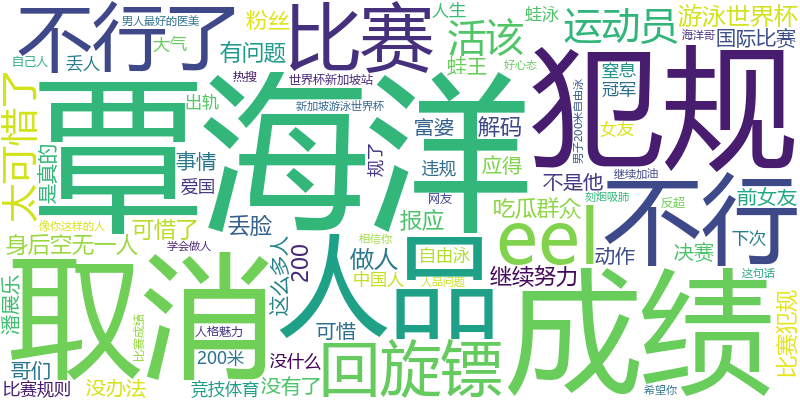 男人最好的医美
粉丝
人生
蛙泳
游泳世界杯
不行了
大气
有问题
比赛
活该
运动员
海洋哥
国际比赛
自己人
丢人
热搜
世界杯新加坡站
蛙王
好心态
窒息
冠军
太可惜了
覃海洋
犯规
出轨
新加坡游泳世界杯
富婆
解码
男子200米自由泳
女友
是真的
事情
爱国
规了
违规
应得
不是他
继续加油
刻烟吸肺
不行
像你这样的人
可惜了
丢脸
报应
吃瓜群众
网友
反超
前女友
身后空无一人
学会做人
相信你
eel
动作
决赛
下次
取消
人品
这么多人
200
做人
自由泳
中国人
人品问题
继续努力
这句话
潘展乐
人格魅力
可惜
成绩
比赛成绩
200米
没什么
回旋镖
比赛犯规
哥们
比赛规则
没办法
竞技体育
没有了
希望你